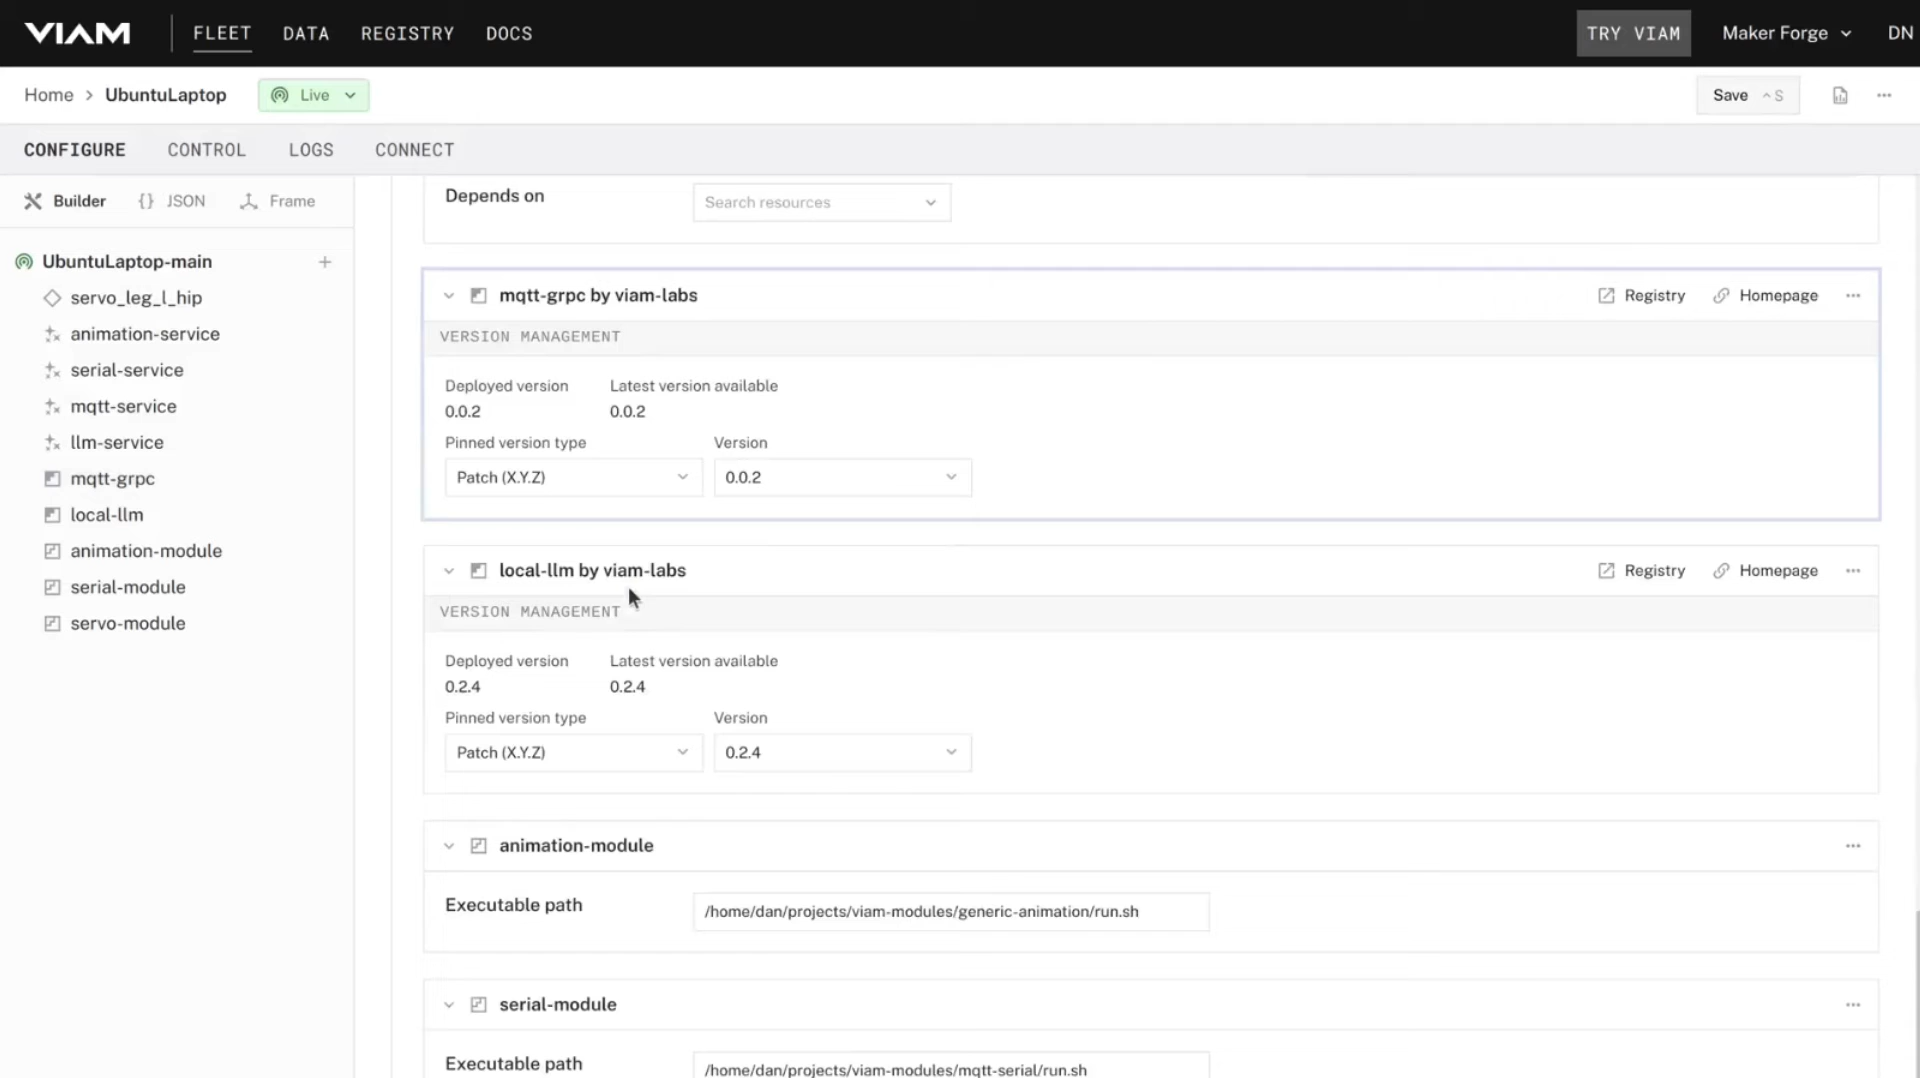 VIAM FLEET DATA REGISTRY DOCS TRY VIAM Maker Forge DN
Home > UbuntuLaptop Live Save ^ S
CONFIGURE CONTROL LOGS CONNECT
Builder {} JSON Frame
UbuntuLaptop-main +
servo_leg_l_hip
animation-service
serial-service
mqtt-service
llm-service
mqtt-grpc
local-llm
animation-module
serial-module
servo-module
Depends on Search resources
mqtt-grpc by viam-labs Registry Homepage
VERSION MANAGEMENT
Deployed version Latest version available
0.0.2 0.0.2
Pinned version type Version
Patch (X.Y.Z) 0.0.2
local-llm by viam-labs Registry Homepage
VERSION MANAGEMENT
Deployed version Latest version available
0.2.4 0.2.4
Pinned version type Version
Patch (X.Y.Z) 0.2.4
animation-module
Executable path /home/dan/projects/viam-modules/generic-animation/run.sh
serial-module
Executable path /home/dan/projects/viam-modules/mqtt-serial/run.sh